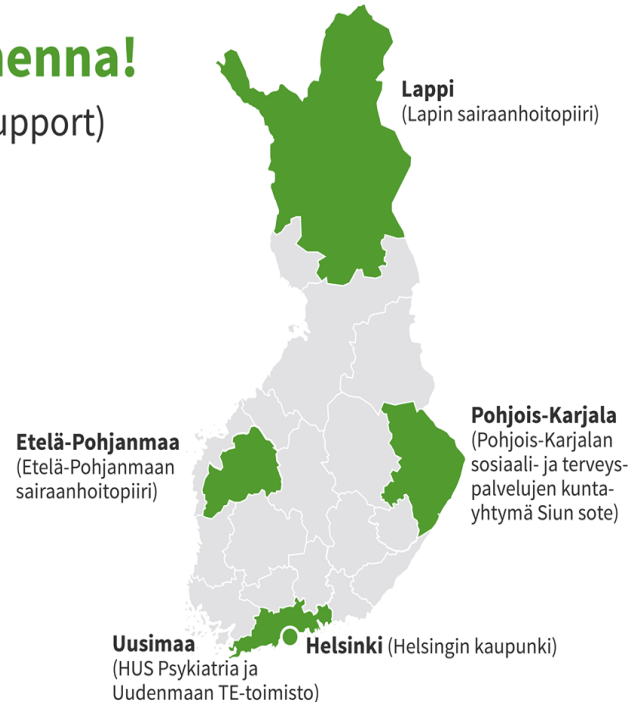 enna!
upport)
Lappi
(Lapin sairaanhoitopiiri)
Pohjois-Karjala
(Pohjois-Karjalan
sosiaali- ja terveys-
palvelujen kunta-
yhtymä Siun sote)
Etelä-Pohjanmaa
(Etelä-Pohjanmaan
sairaanhoitopiiri)
Uusimaa
(HUS Psykiatria ja
Uudenmaan TE-toimisto)
Helsinki (Helsingin kaupunki)